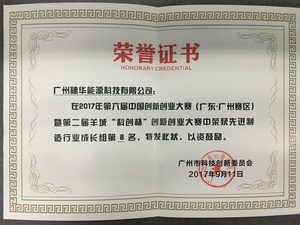 荣誉证书
HONORARY CREDENTIAL
广州穗华能源科技有限公司：
在2017年第六届中国创新创业大赛（广东·广州赛区）
暨第二届羊城“科创杯”创新创业大赛中荣获先进制
造行业成长组第 8 名，特发此状，以资鼓励。
广州市科技创新委员会
2017年9月11日